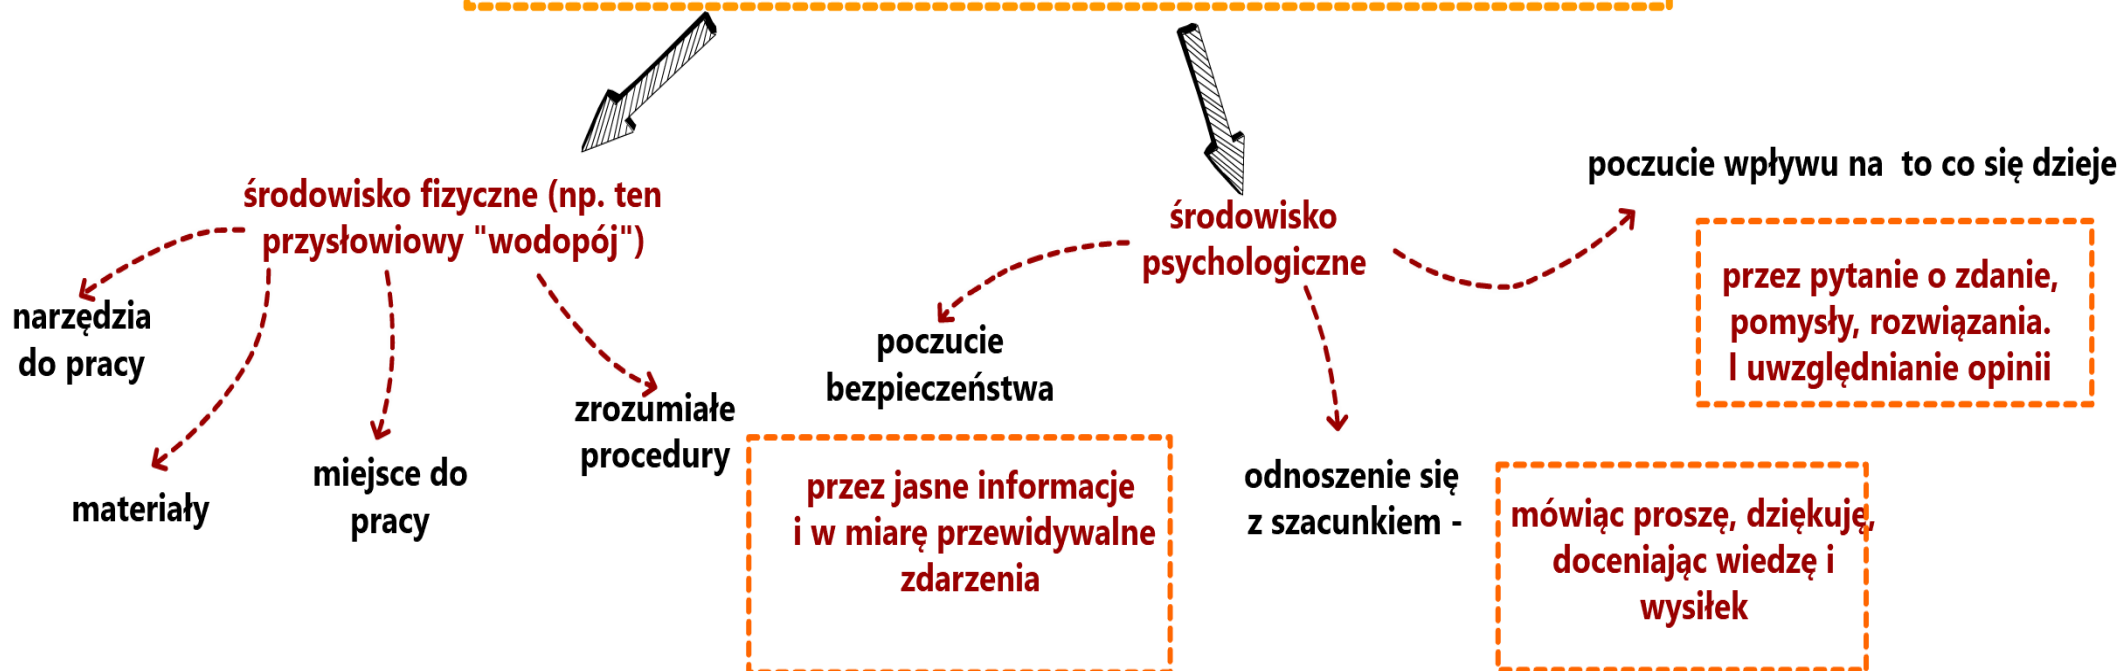 środowisko fizyczne (np. ten
przysłowiowy "wodopój")
narzędzia
do pracy
materiały
miejsce do
pracy
zrozumiałe
procedury
środowisko
psychologiczne
poczucie
bezpieczeństwa
przez jasne informacje
i w miarę przewidywalne
zdarzenia
odnoszenie się
z szacunkiem -
mówiąc proszę, dziękuję,
doceniając wiedzę i
wysiłek
poczucie wpływu na  to co się dzieje
przez pytanie o zdanie,
pomysły, rozwiązania.
I uwzględnianie opinii